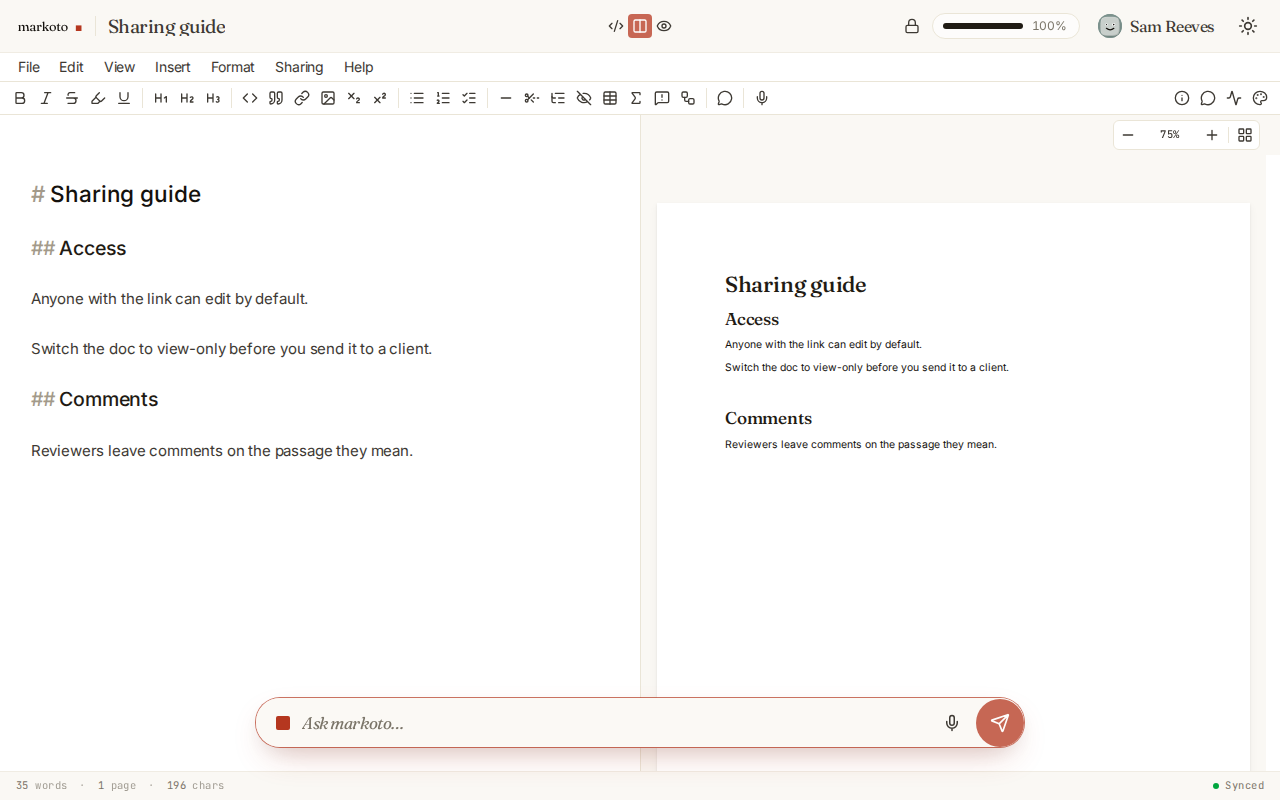 markoto
Sharing guide
100%
Sam Reeves
File Edit View Insert Format Sharing Help
H1 H2 H3
75%
# Sharing guide
## Access
Anyone with the link can edit by default.
Switch the doc to view-only before you send it to a client.
## Comments
Reviewers leave comments on the passage they mean.
Sharing guide
Access
Anyone with the link can edit by default.
Switch the doc to view-only before you send it to a client.
Comments
Reviewers leave comments on the passage they mean.
Ask markoto...
35 words · 1 page · 196 chars
Synced